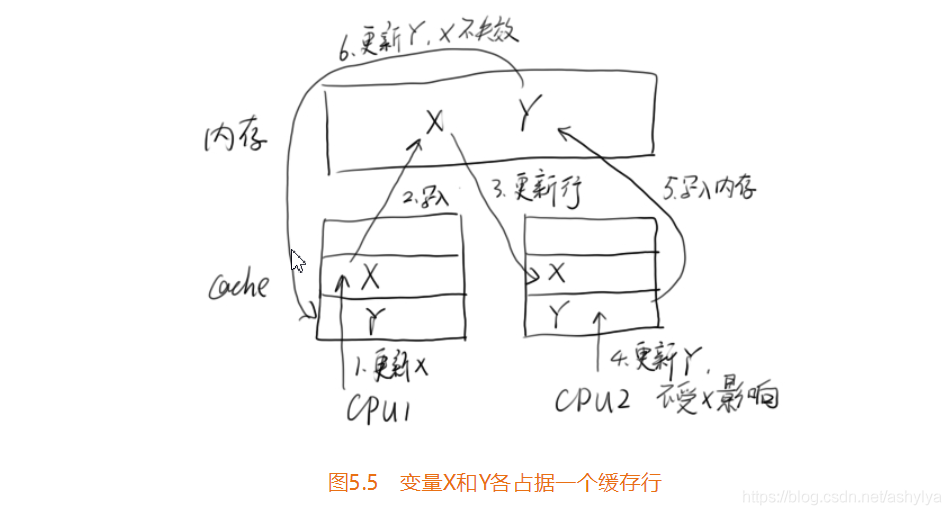 6.更新Y,X不失效
内存
X
Y
2.写入
3.更新行
5.写入内存
Cache
X
Y
X
Y
1.更新X
4.更新Y,
不受X影响
CPU1
CPU2
图5.5 变量X和Y各占据一个缓存行
https://blog.csdn.net/ashylya